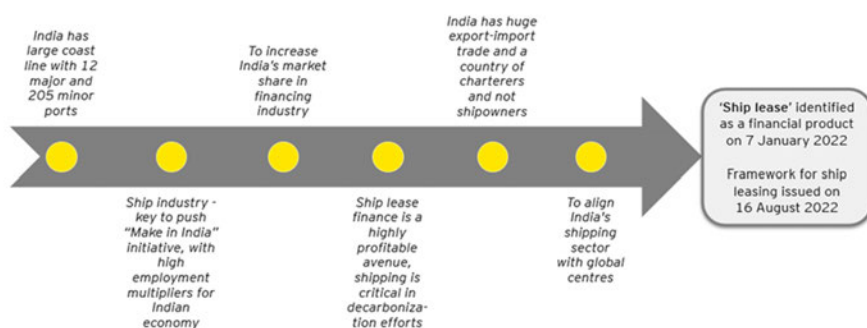 India has
large coast
line with 12
major and
205 minor
ports
Ship industry -
key to push
"Make in India"
initiative, with
high
employment
multipliers for
Indian
economy
To increase
India's market
share in
financing
industry
Ship lease
finance is a
highly
profitable
avenue,
shipping is
critical in
decarboniza-
tion efforts
India has huge
export-import
trade and a
country of
charterers
and not
shipowners
To align
India's
shipping
sector
with global
centres
'Ship lease' identified
as a financial product
on 7 January 2022
Framework for ship
leasing issued on
16 August 2022